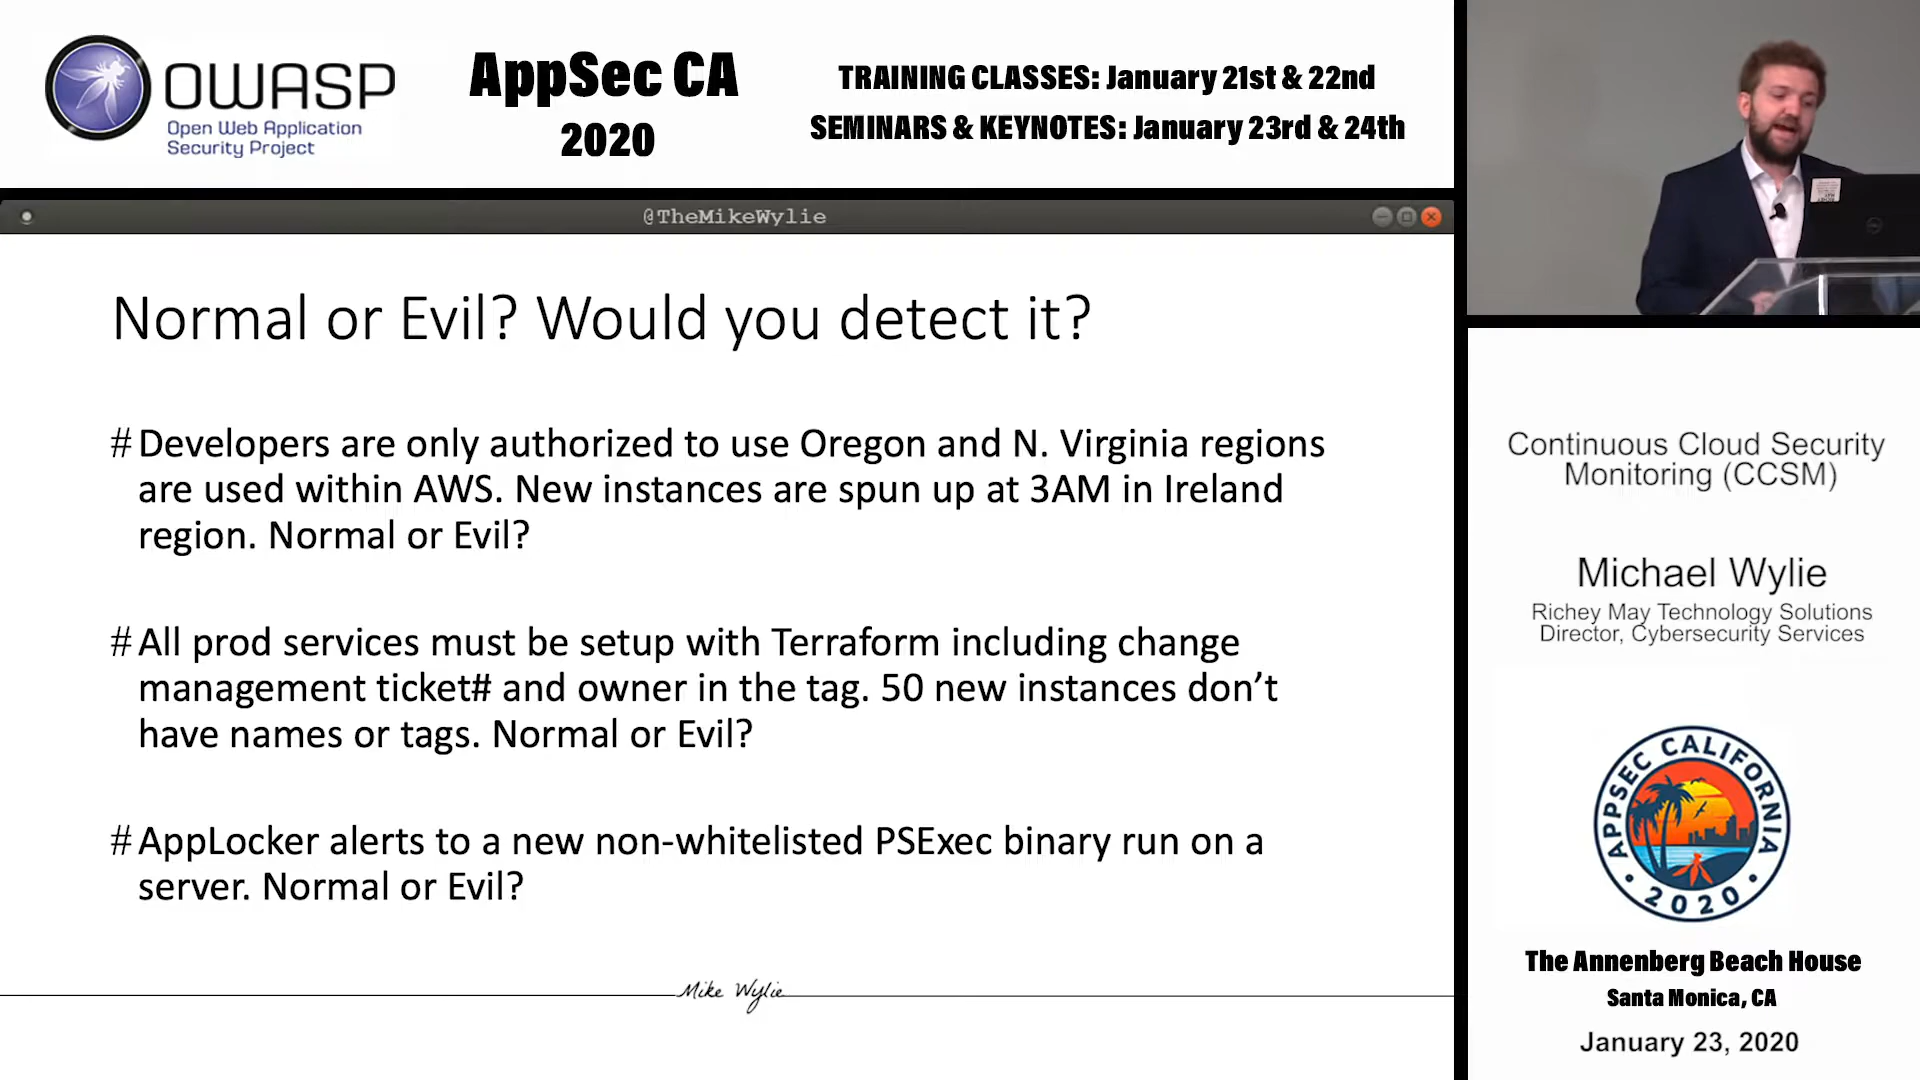 OWASP
Open Web Application
Security Project
AppSec CA
2020
TRAINING CLASSES: January 21st & 22nd
SEMINARS & KEYNOTES: January 23rd & 24th
@TheMikeWylie
Normal or Evil? Would you detect it?
# Developers are only authorized to use Oregon and N. Virginia regions
are used within AWS. New instances are spun up at 3AM in Ireland
region. Normal or Evil?
# All prod services must be setup with Terraform including change
management ticket# and owner in the tag. 50 new instances don’t
have names or tags. Normal or Evil?
# AppLocker alerts to a new non-whitelisted PSExec binary run on a
server. Normal or Evil?
Mike Wylie
Continuous Cloud Security
Monitoring (CCSM)
Michael Wylie
Richey May Technology Solutions
Director, Cybersecurity Services
APPSEC CALIFORNIA
2020
The Annenberg Beach House
Santa Monica, CA
January 23, 2020